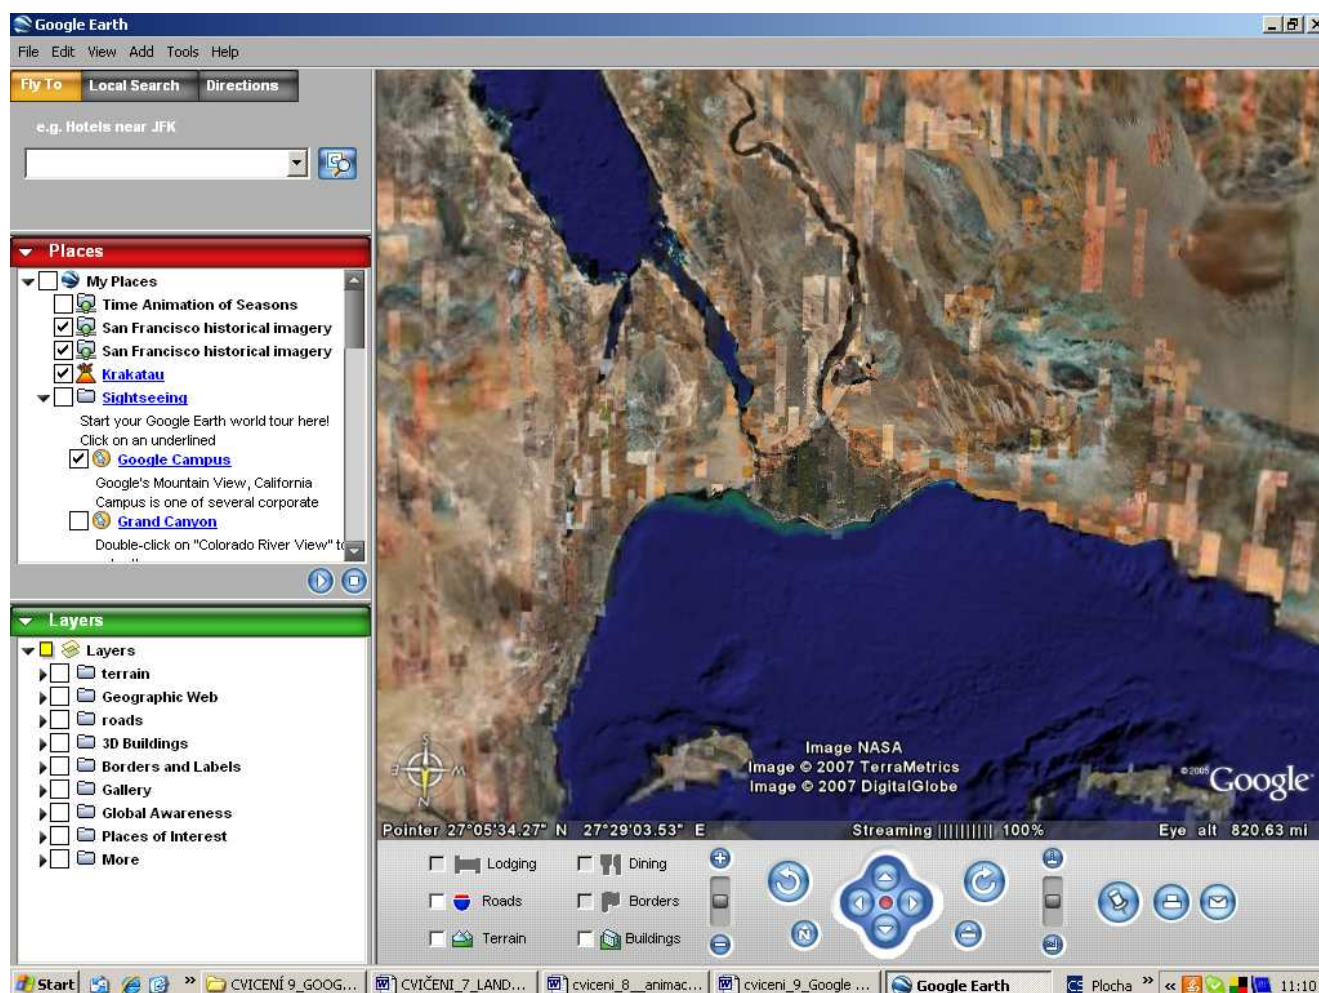 Google Earth
File Edit View Add Tools Help
Fly To Local Search Directions
e.g. Hotels near JFK
Places
My Places
Time Animation of Seasons
San Francisco historical imagery
San Francisco historical imagery
Krakatau
Sightseeing
Start your Google Earth world tour here!
Click on an underlined
Google Campus
Google's Mountain View, California
Campus is one of several corporate
Grand Canyon
Double-click on "Colorado River View" to
Layers
Layers
terrain
Geographic Web
roads
3D Buildings
Borders and Labels
Gallery
Global Awareness
Places of Interest
More
S
E W
N
Image NASA
Image © 2007 TerraMetrics
Image © 2007 DigitalGlobe
© 2005 Google
Pointer 27°05'34.27" N 27°29'03.53" E Streaming |||||||||| 100% Eye alt 820.63 mi
Lodging Dining
Roads Borders
Terrain Buildings
N
Start » CVICENÍ 9_GOOG... CVIČENI_7_LAND... cviceni_8__animac... cviceni_9_Google ... Google Earth CS Plocha » « 11:10